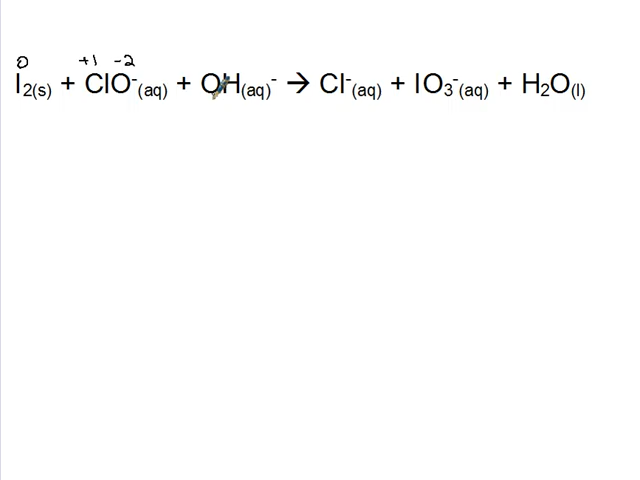 0 +1 -2
I2(s) + ClO-(aq) + OH(aq)- → Cl-(aq) + IO3-(aq) + H2O(l)